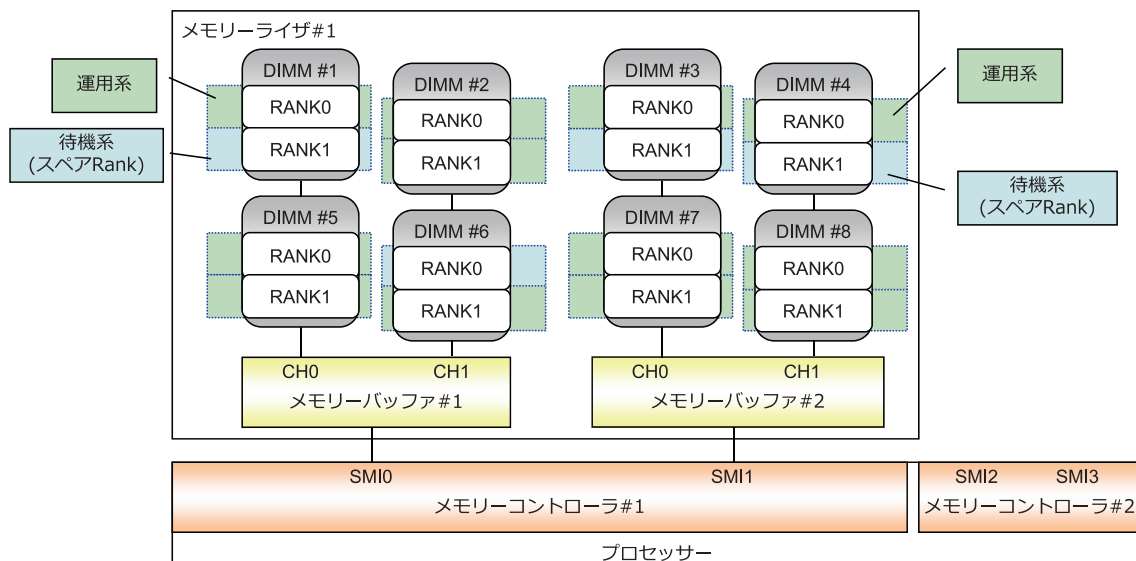 メモリーライザ#1
運用系
待機系
(スペアRank)
DIMM #1
RANK0
RANK1
DIMM #2
RANK0
RANK1
DIMM #3
RANK0
RANK1
DIMM #4
RANK0
RANK1
運用系
待機系
(スペアRank)
DIMM #5
RANK0
RANK1
DIMM #6
RANK0
RANK1
DIMM #7
RANK0
RANK1
DIMM #8
RANK0
RANK1
CH0 CH1
メモリーバッファ#1
CH0 CH1
メモリーバッファ#2
SMI0 SMI1
メモリーコントローラ#1
SMI2 SMI3
メモリーコントローラ#2
プロセッサー